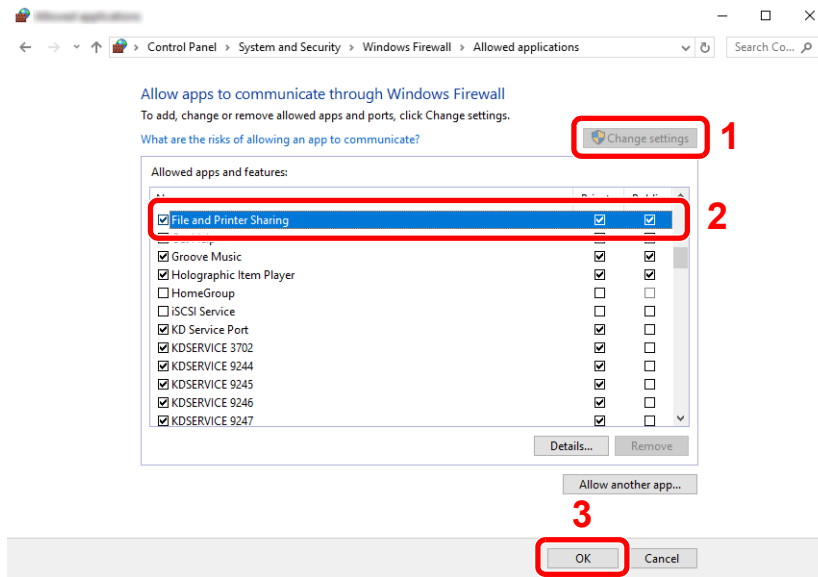 Control Panel > System and Security > Windows Firewall > Allowed applications
Search Co...
Allow apps to communicate through Windows Firewall
To add, change or remove allowed apps and ports, click Change settings.
What are the risks of allowing an app to communicate?
Change settings
1
Allowed apps and features:
File and Printer Sharing
2
Groove Music
Holographic Item Player
HomeGroup
iSCSI Service
KD Service Port
KDSERVICE 3702
KDSERVICE 9244
KDSERVICE 9245
KDSERVICE 9246
KDSERVICE 9247
Details...
Remove
Allow another app...
3
OK
Cancel